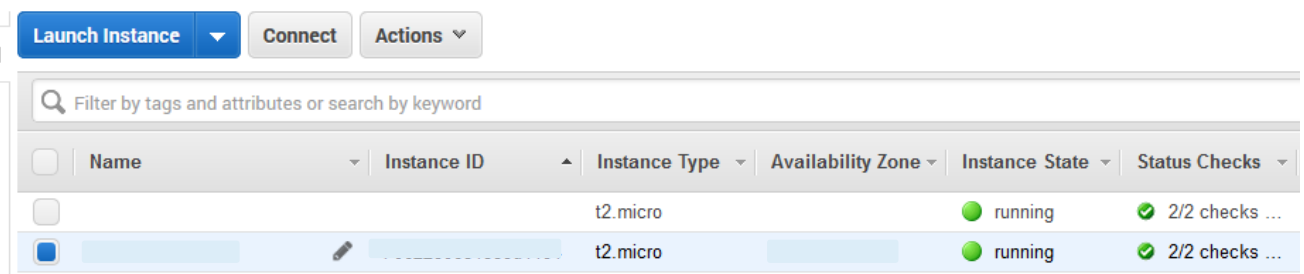 Launch Instance Connect Actions
Filter by tags and attributes or search by keyword
Name Instance ID Instance Type Availability Zone Instance State Status Checks
t2.micro running 2/2 checks ...
t2.micro running 2/2 checks ...